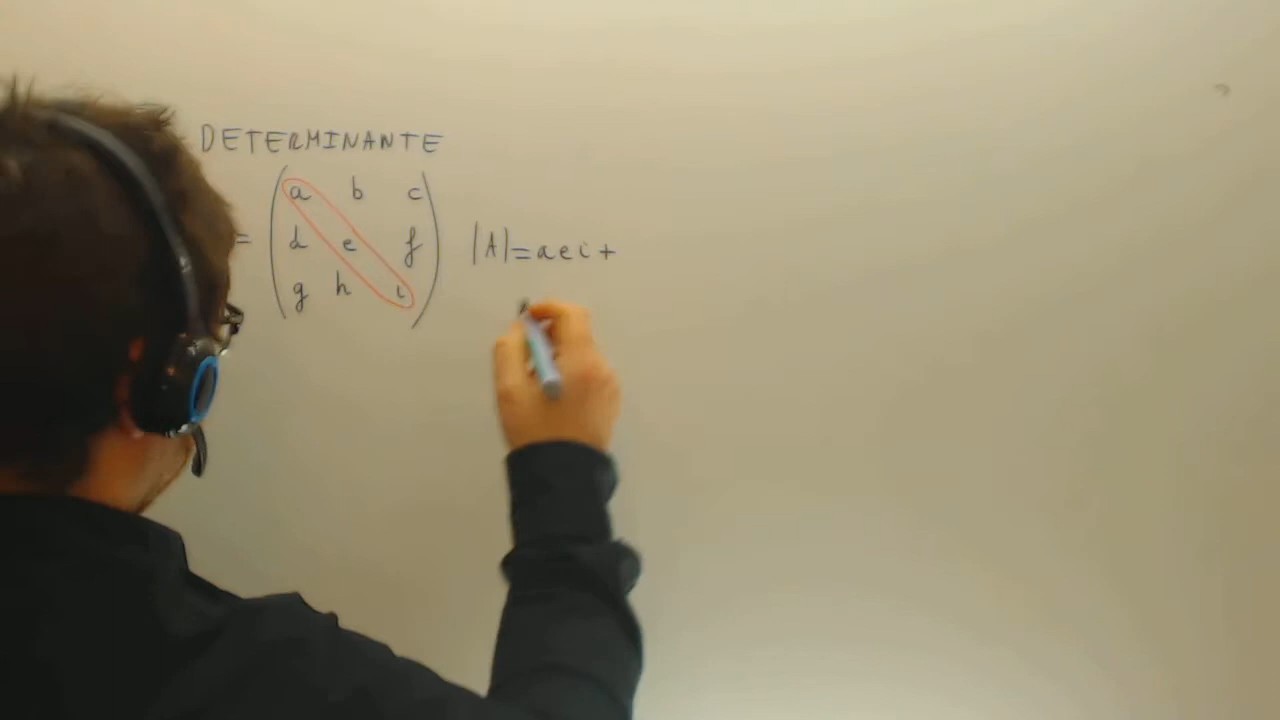 DETERMINANTE
= ( a b c
d e f
g h i ) |A|=aei+